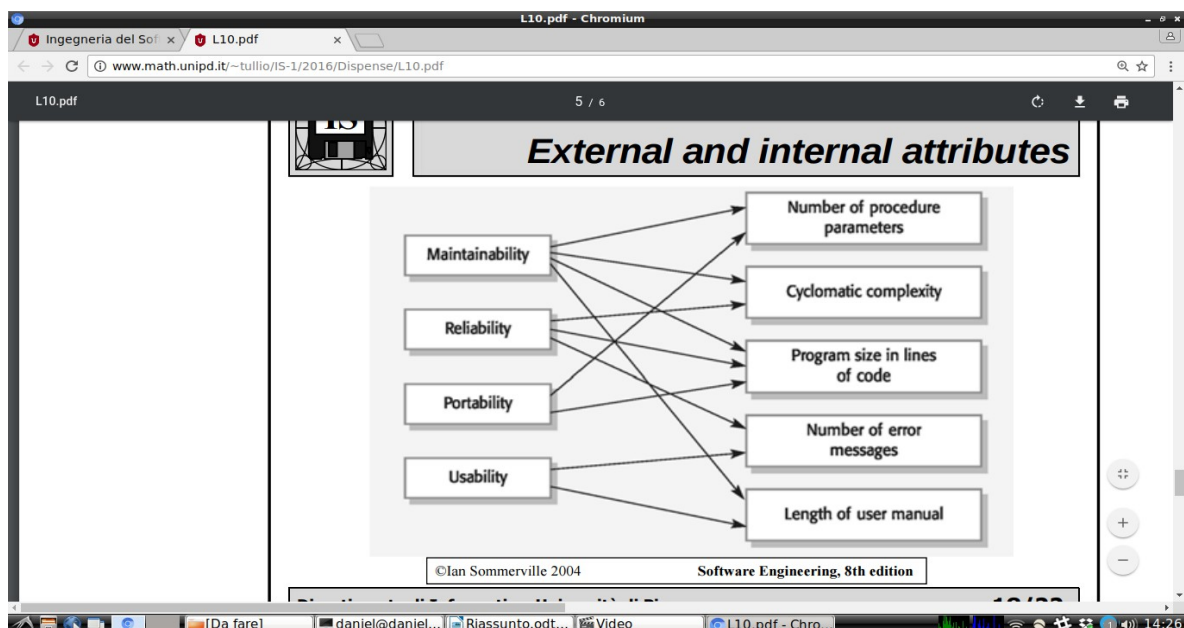 L10.pdf - Chromium
Ingegneria del Sof
L10.pdf
www.math.unipd.it/~tullio/IS-1/2016/Dispense/L10.pdf
L10.pdf
5 / 6
IS
External and internal attributes
Number of procedure
parameters
Maintainability
Cyclomatic complexity
Reliability
Program size in lines
of code
Portability
Number of error
messages
Usability
Length of user manual
©Ian Sommerville 2004
Software Engineering, 8th edition
[Da fare]
daniel@daniel...
Riassunto.odt...
Video
L10.pdf - Chro...
14:26